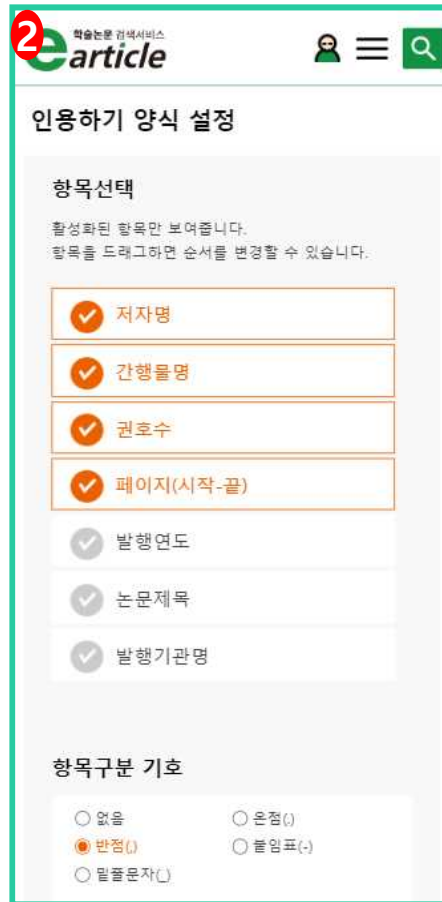 2
학술논문 검색서비스
earticle
인용하기 양식 설정
항목선택
활성화된 항목만 보여줍니다.
항목을 드래그하면 순서를 변경할 수 있습니다.
저자명
간행물명
권호수
페이지(시작-끝)
발행연도
논문제목
발행기관명
항목구분 기호
없음
온점(.)
반점(,)
붙임표(-)
밑줄문자(_)